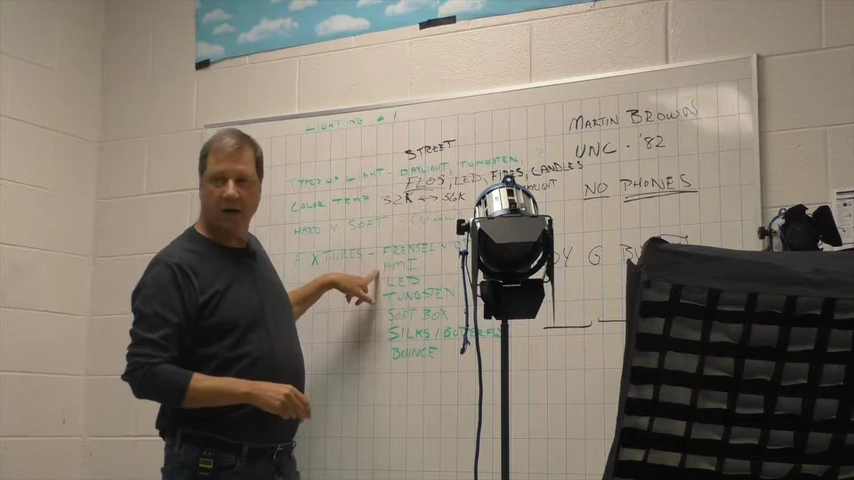 LIGHTING #1
MARTIN BROWN
UNC - '82
NO PHONES
STREET
TYPES OF LIGHT - DAYLIGHT, TUNGSTEN,
FLOS, LED, FIRES, CANDLES
COLOR TEMP 32K ↔ 56K
HARD V SOFT
FIXTURES - FRENSEL V
HMI
LED
TUNGSTEN
SOFT BOX
SILKS / BUTTERFLY
BOUNCE